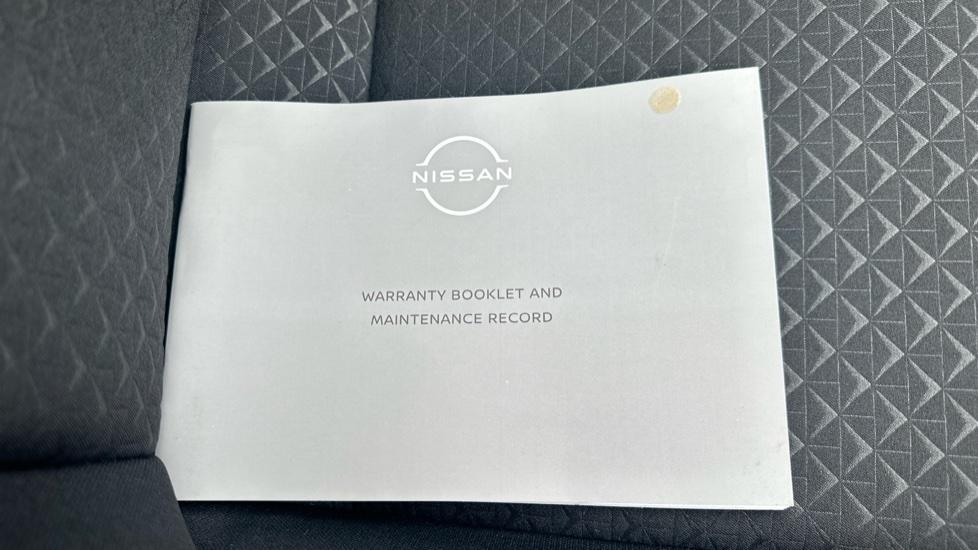 NISSAN
WARRANTY BOOKLET AND
MAINTENANCE RECORD